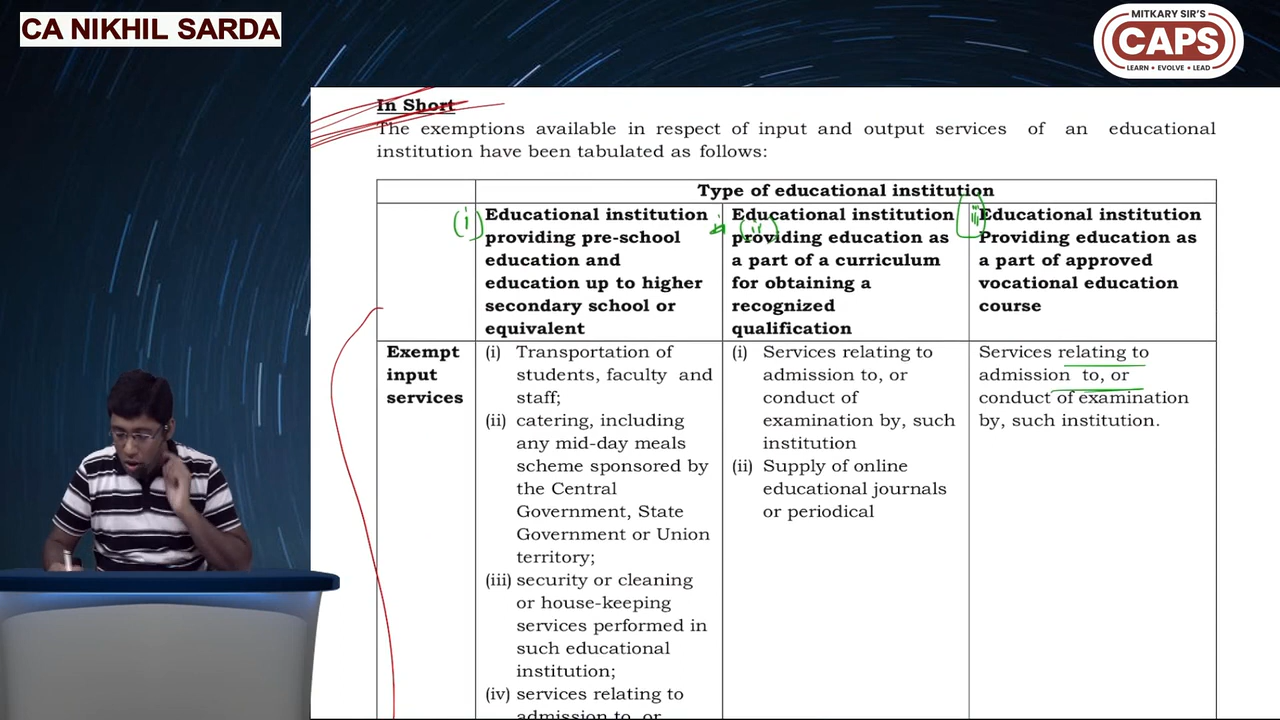 CA NIKHIL SARDA
MITKARY SIR'S
CAPS
LEARN • EVOLVE • LEAD
In Short
The exemptions available in respect of input and output services of an educational
institution have been tabulated as follows:
Type of educational institution
(i)
Educational institution
providing pre-school
education and
education up to higher
secondary school or
equivalent
(ii)
Educational institution
providing education as
a part of a curriculum
for obtaining a
recognized
qualification
iii
Educational institution
Providing education as
a part of approved
vocational education
course
Exempt
input
services
(i) Transportation of
students, faculty and
staff;
(ii) catering, including
any mid-day meals
scheme sponsored by
the Central
Government, State
Government or Union
territory;
(iii) security or cleaning
or house-keeping
services performed in
such educational
institution;
(iv) services relating to
admission to, or
(i) Services relating to
admission to, or
conduct of
examination by, such
institution
(ii) Supply of online
educational journals
or periodical
Services relating to
admission to, or
conduct of examination
by, such institution.